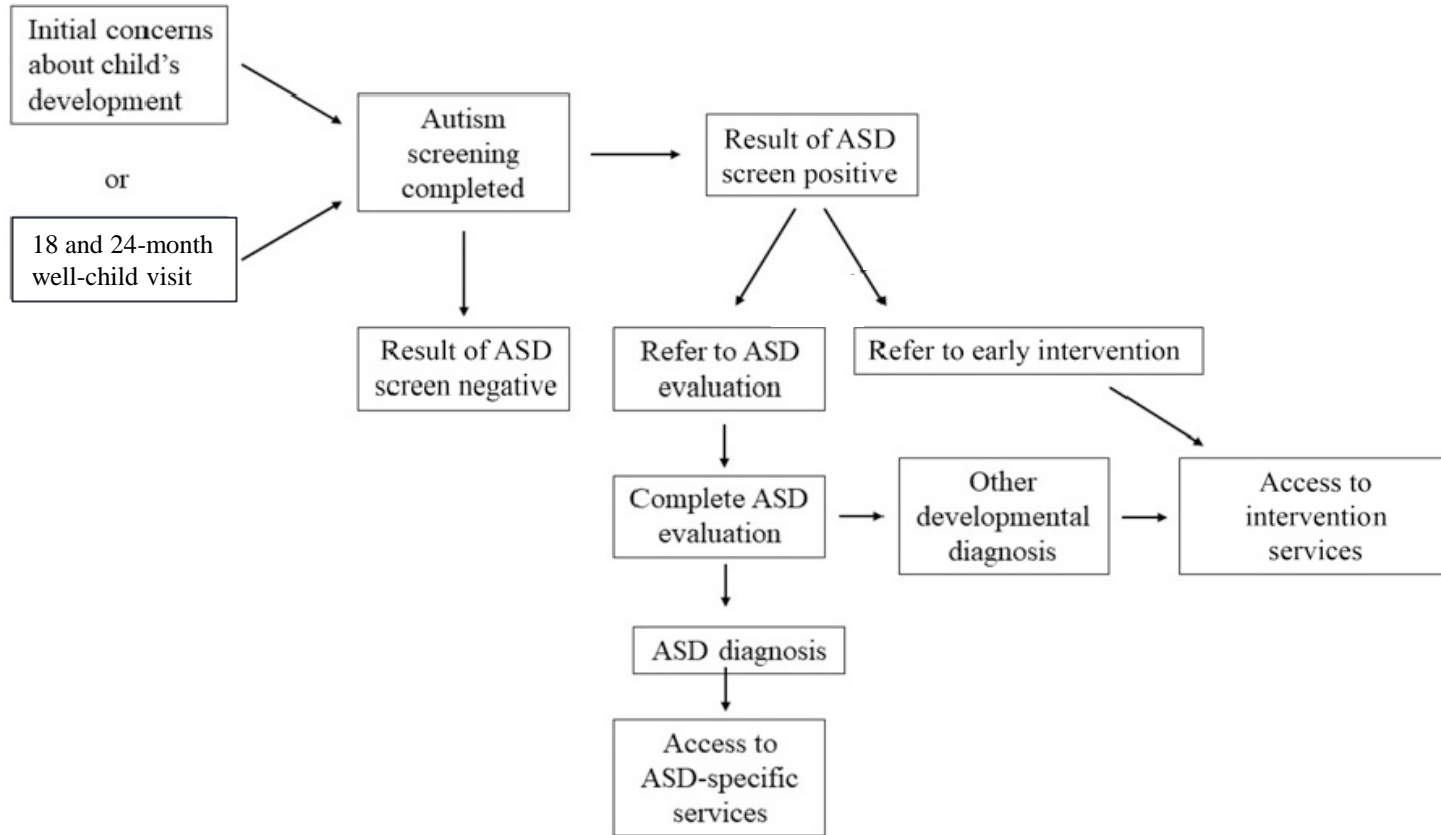 Initial concerns
about child's
development
or
18 and 24-month
well-child visit
Autism
screening
completed
Result of ASD
screen positive
Result of ASD
screen negative
Refer to ASD
evaluation
Refer to early intervention
Complete ASD
evaluation
Other
developmental
diagnosis
Access to
intervention
services
ASD diagnosis
Access to
ASD-specific
services